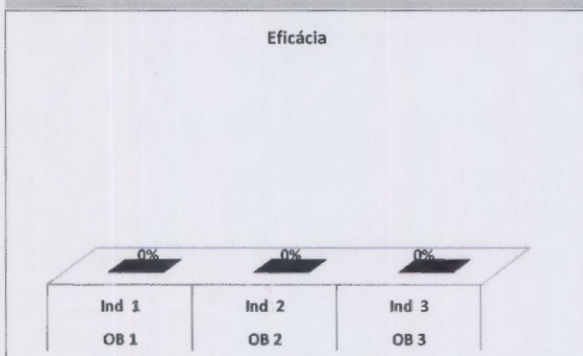 Eficácia
0% 0% 0%
Ind 1 Ind 2 Ind 3
OB 1 OB 2 OB 3